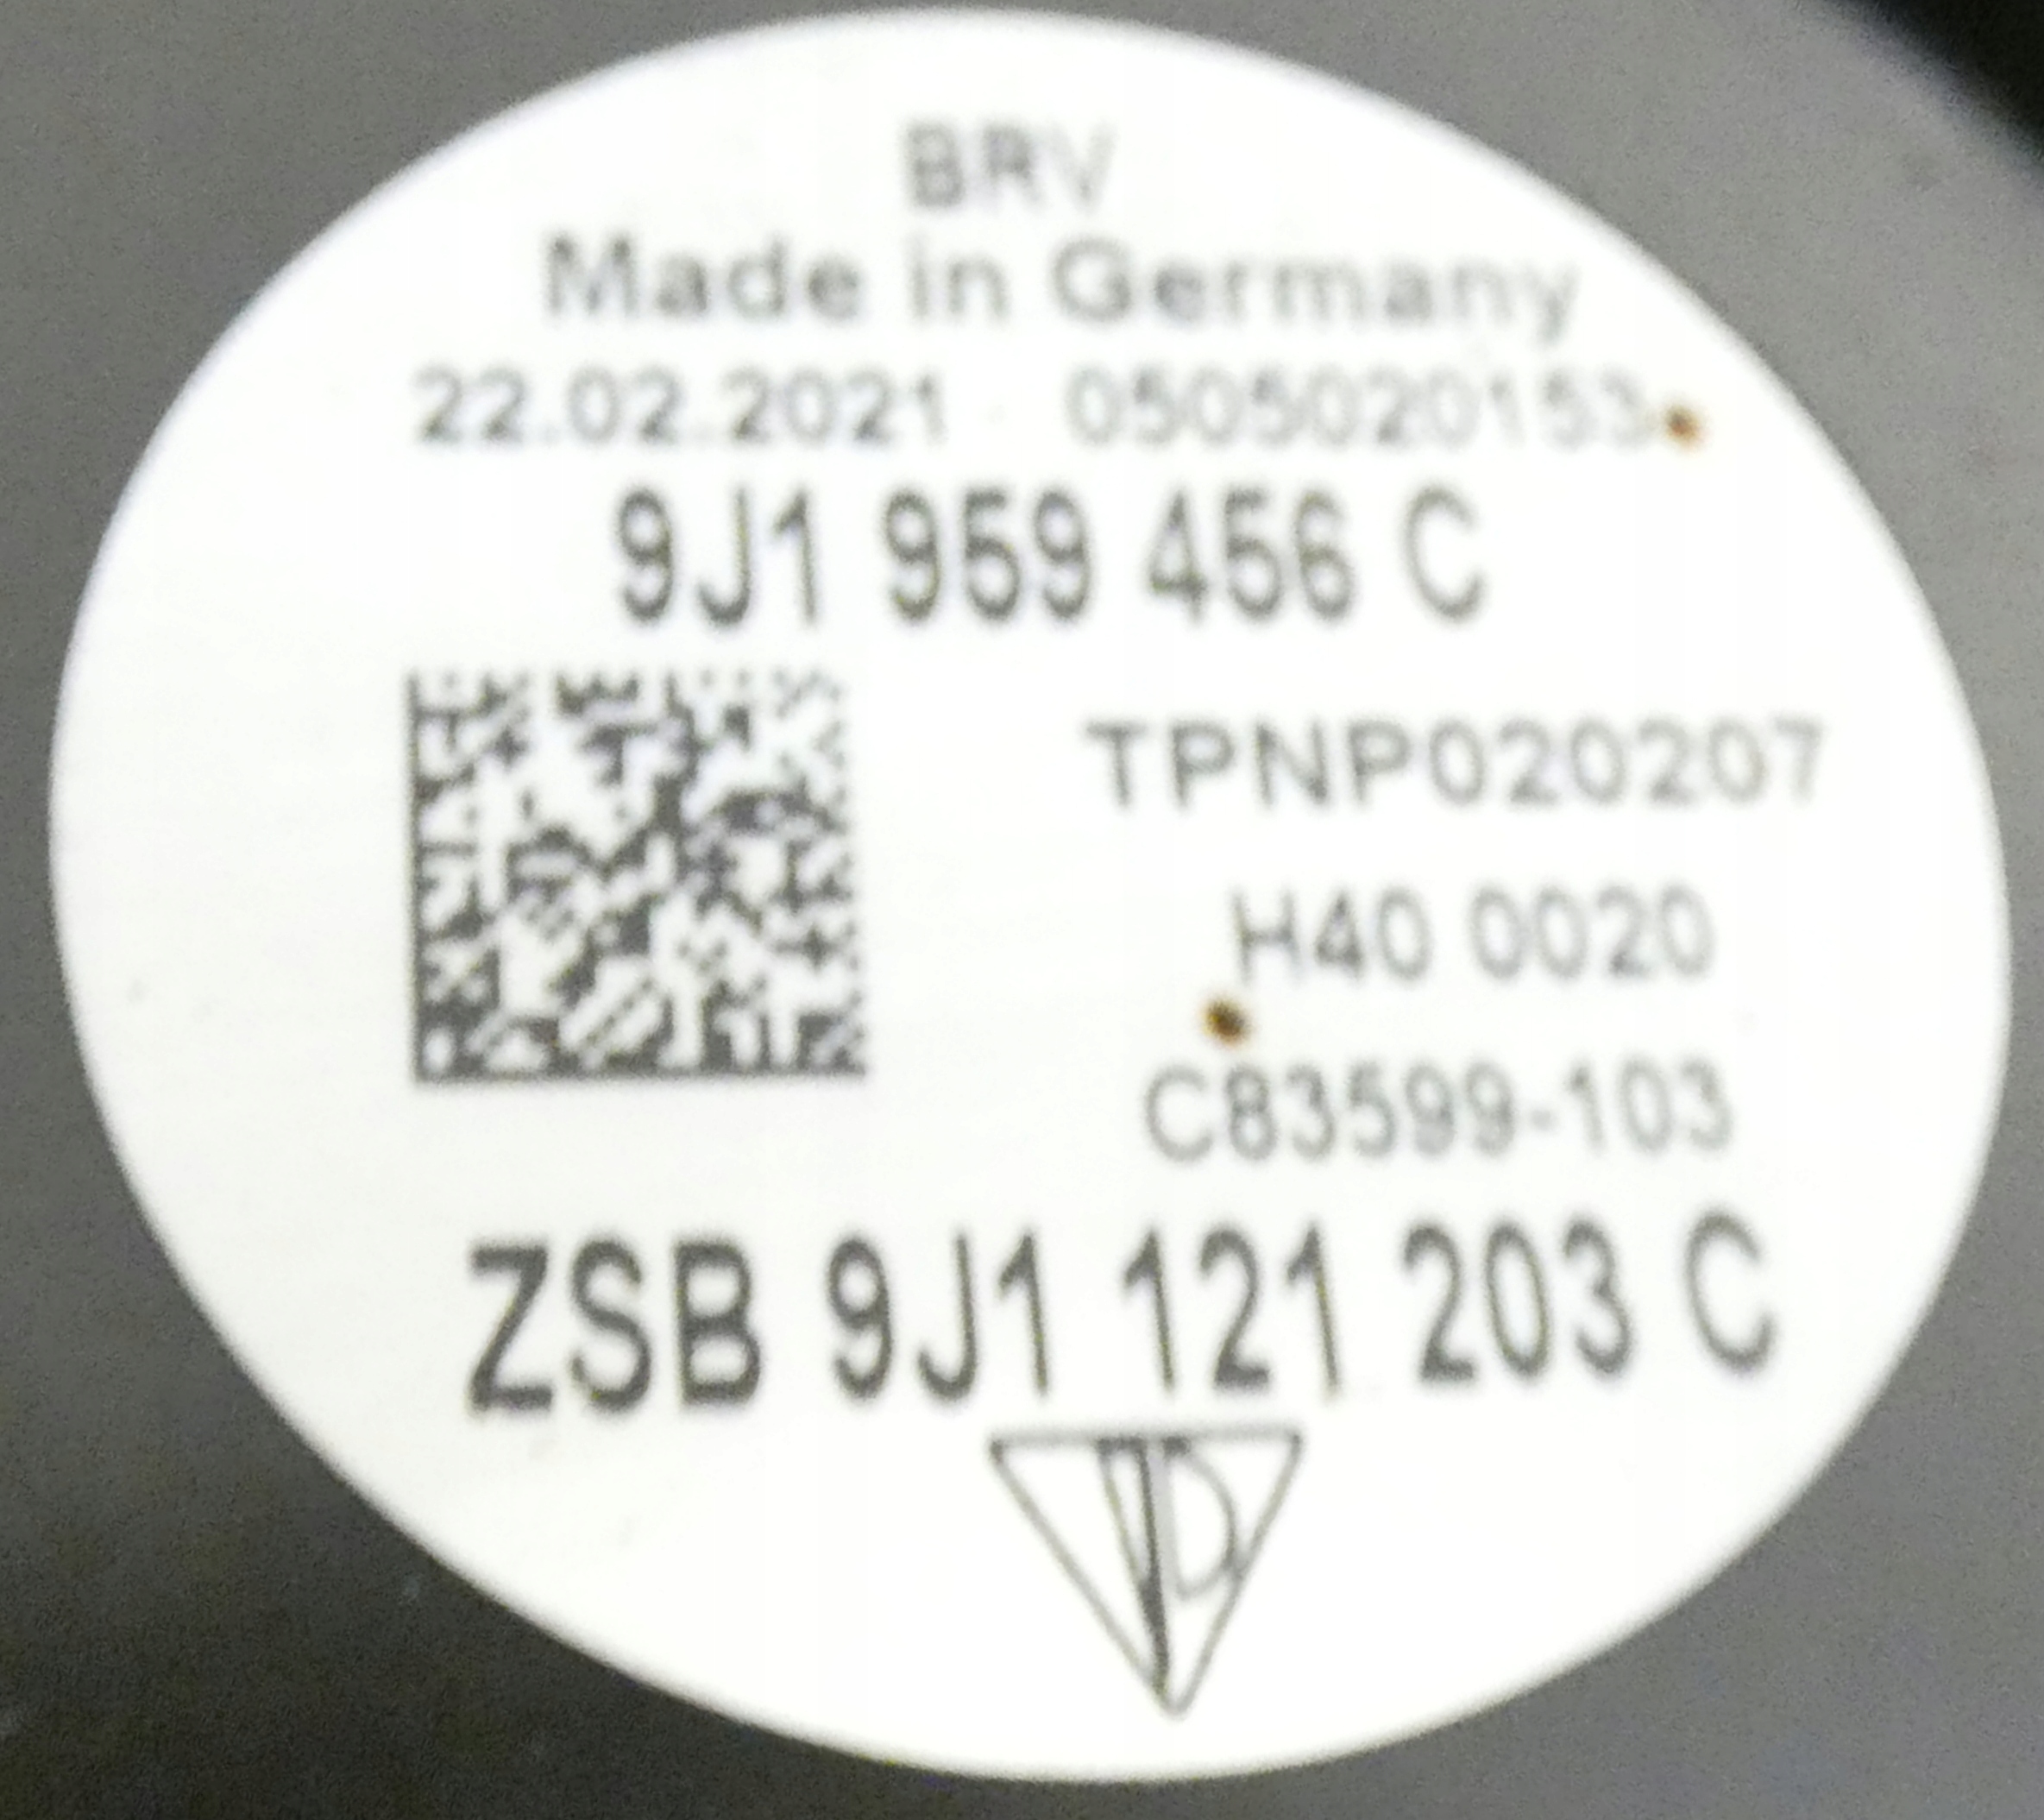 BRV
Made in Germany
22.02.2021 0505020153
9J1 959 456 C
TPNP020207
H40 0020
C83599-103
ZSB 9J1 121 203 C